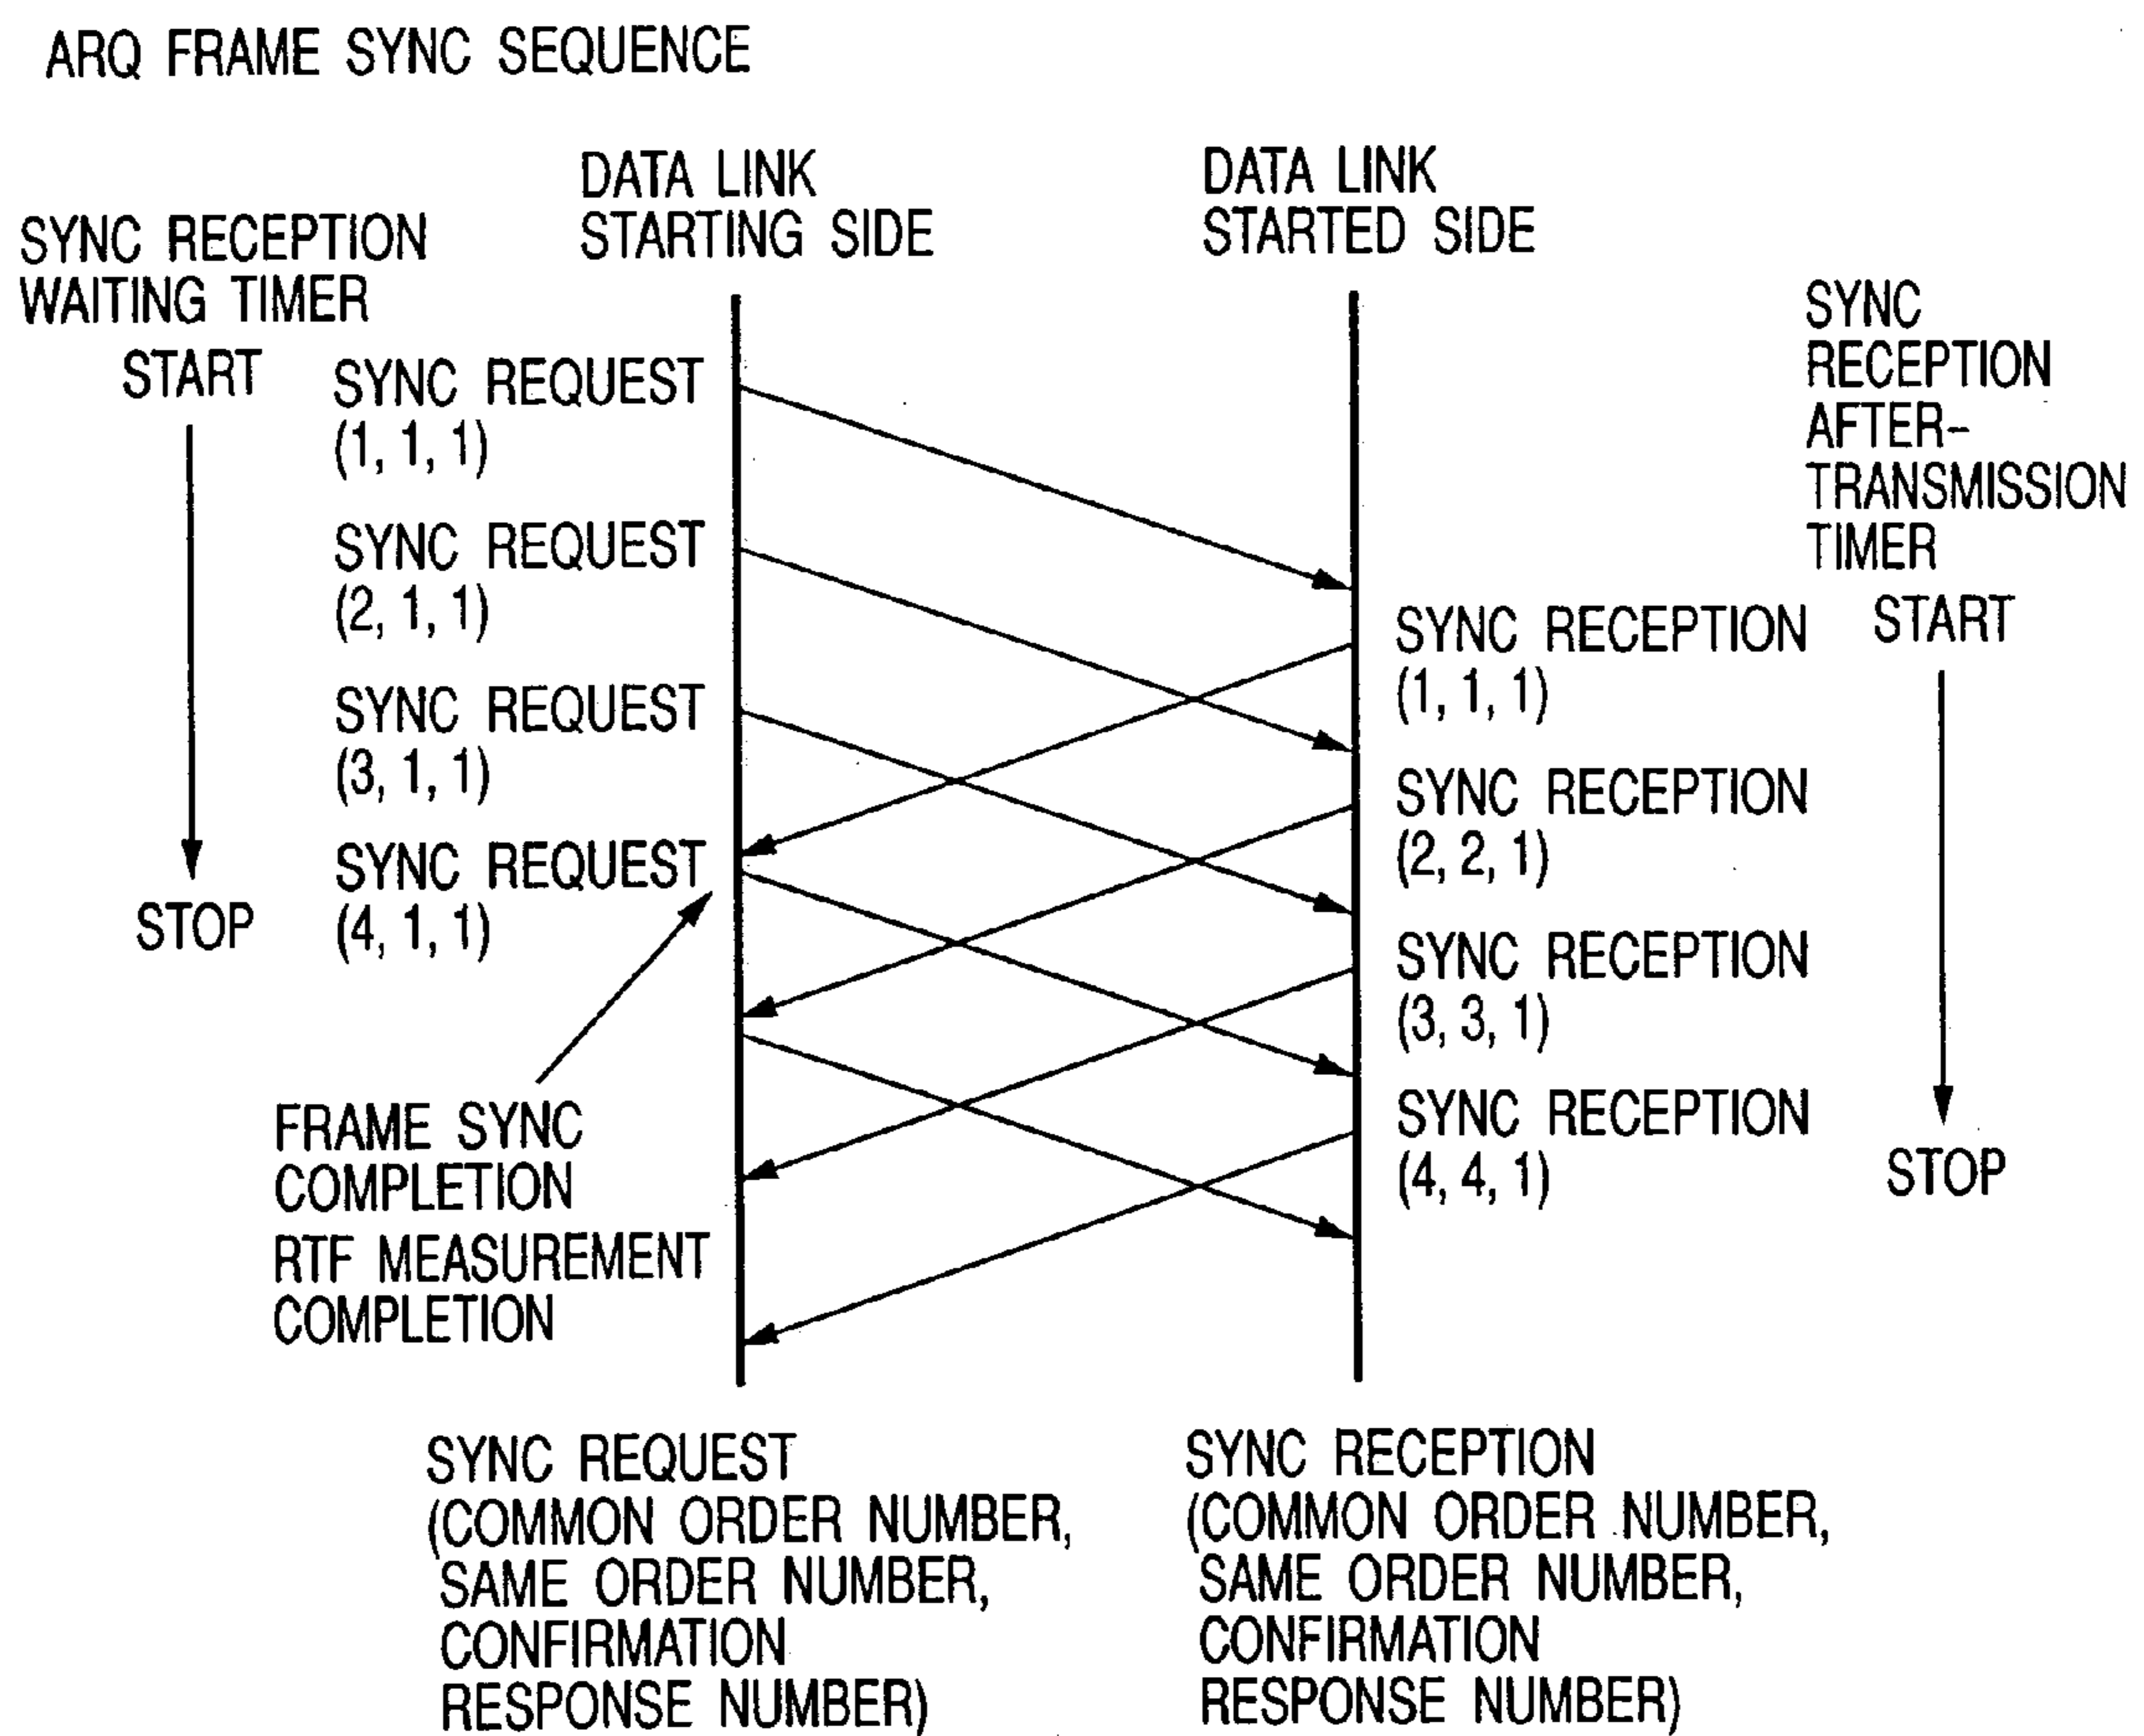 ARQ FRAME SYNC SEQUENCE
DATA LINK
STARTING SIDE
DATA LINK
STARTED SIDE
SYNC RECEPTION
WAITING TIMER
START
STOP
SYNC REQUEST
(1, 1, 1)
SYNC REQUEST
(2, 1, 1)
SYNC REQUEST
(3, 1, 1)
SYNC REQUEST
(4, 1, 1)
FRAME SYNC
COMPLETION
RTF MEASUREMENT
COMPLETION
SYNC RECEPTION
(1, 1, 1)
SYNC RECEPTION
(2, 2, 1)
SYNC RECEPTION
(3, 3, 1)
SYNC RECEPTION
(4, 4, 1)
SYNC
RECEPTION
AFTER-
TRANSMISSION
TIMER
START
STOP
SYNC REQUEST
(COMMON ORDER NUMBER,
SAME ORDER NUMBER,
CONFIRMATION
RESPONSE NUMBER)
SYNC RECEPTION
(COMMON ORDER NUMBER,
SAME ORDER NUMBER,
CONFIRMATION
RESPONSE NUMBER)